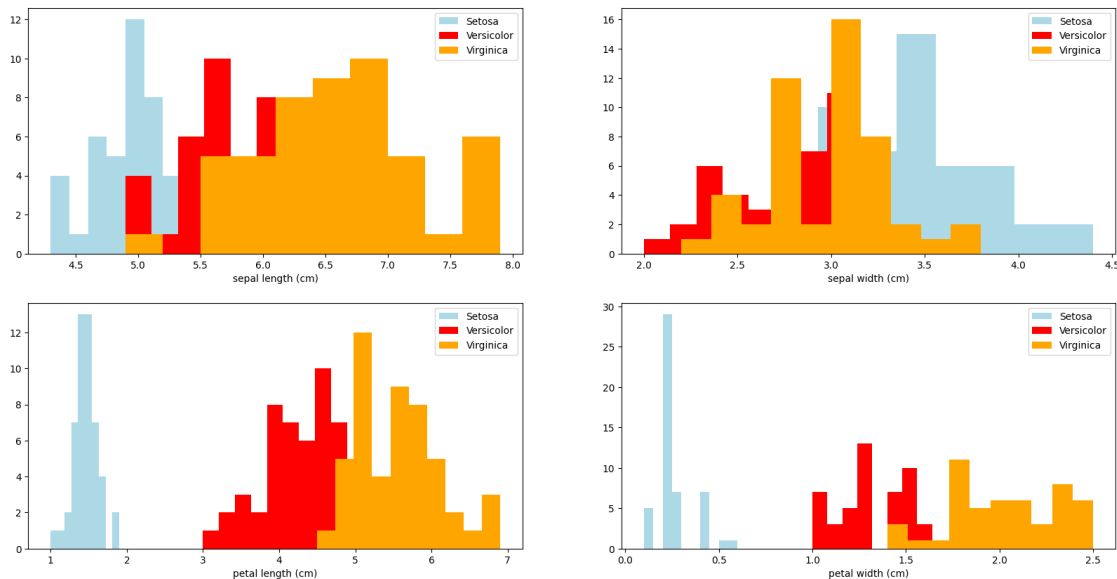 12
10
8
6
4
2
0
4.5 5.0 5.5 6.0 6.5 7.0 7.5 8.0
sepal length (cm)
Setosa
Versicolor
Virginica
16
14
12
10
8
6
4
2
0
2.0 2.5 3.0 3.5 4.0 4.5
sepal width (cm)
Setosa
Versicolor
Virginica
12
10
8
6
4
2
0
1 2 3 4 5 6 7
petal length (cm)
Setosa
Versicolor
Virginica
30
25
20
15
10
5
0
0.0 0.5 1.0 1.5 2.0 2.5
petal width (cm)
Setosa
Versicolor
Virginica